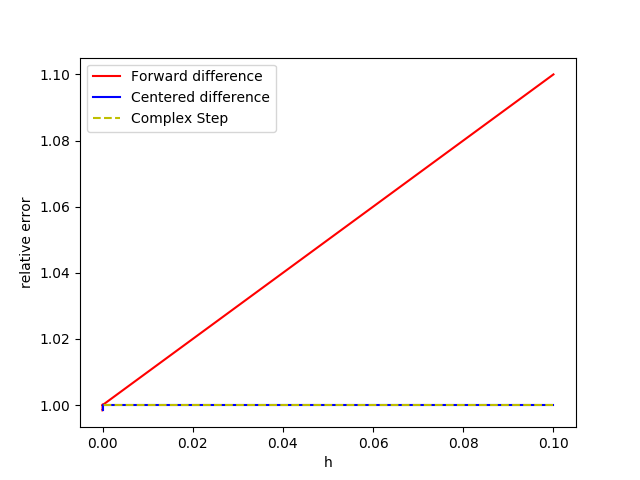 Forward difference
Centered difference
Complex Step
1.10
1.08
1.06
1.04
1.02
1.00
relative error
0.00 0.02 0.04 0.06 0.08 0.10
h